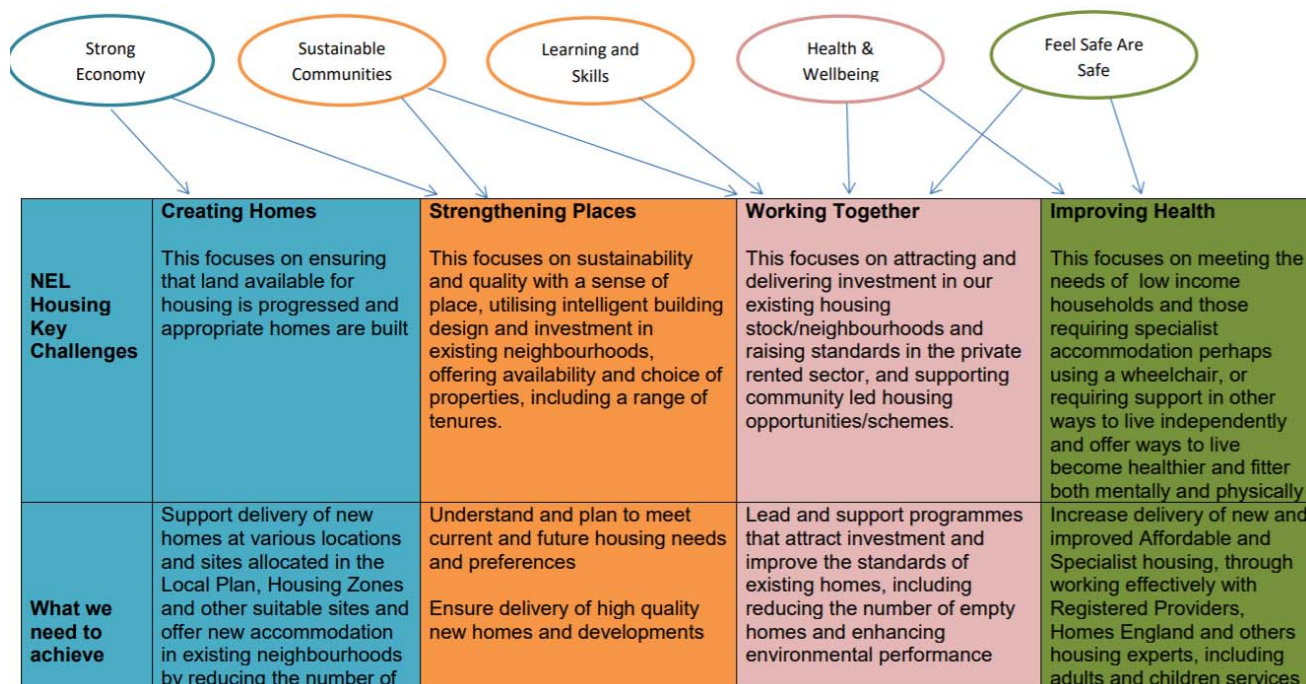 Strong
Economy
Sustainable
Communities
Learning and
Skills
Health &
Wellbeing
Feel Safe Are
Safe
NEL
Housing
Key
Challenges
Creating Homes
This focuses on ensuring
that land available for
housing is progressed and
appropriate homes are built
Strengthening Places
This focuses on sustainability
and quality with a sense of
place, utilising intelligent building
design and investment in
existing neighbourhoods,
offering availability and choice of
properties, including a range of
tenures.
Working Together
This focuses on attracting and
delivering investment in our
existing housing
stock/neighbourhoods and
raising standards in the private
rented sector, and supporting
community led housing
opportunities/schemes.
Improving Health
This focuses on meeting the
needs of low income
households and those
requiring specialist
accommodation perhaps
using a wheelchair, or
requiring support in other
ways to live independently
and offer ways to live
become healthier and fitter
both mentally and physically
What we
need to
achieve
Support delivery of new
homes at various locations
and sites allocated in the
Local Plan, Housing Zones
and other suitable sites and
offer new accommodation
in existing neighbourhoods
by reducing the number of
Understand and plan to meet
current and future housing needs
and preferences
Ensure delivery of high quality
new homes and developments
Lead and support programmes
that attract investment and
improve the standards of
existing homes, including
reducing the number of empty
homes and enhancing
environmental performance
Increase delivery of new and
improved Affordable and
Specialist housing, through
working effectively with
Registered Providers,
Homes England and others
housing experts, including
adults and children services